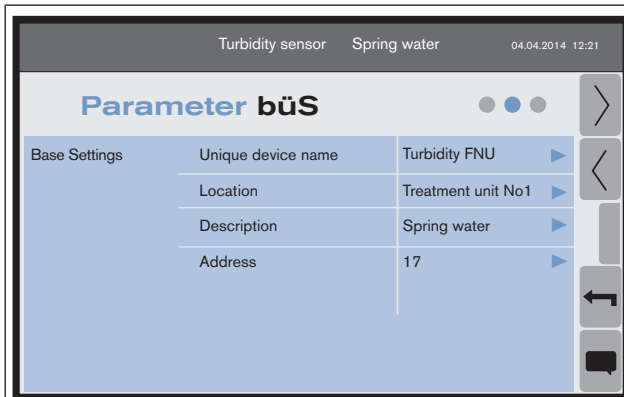 Turbidity sensor Spring water 04.04.2014 12:21
Parameter büS
Base Settings Unique device name Turbidity FNU
Location Treatment unit No1
Description Spring water
Address 17